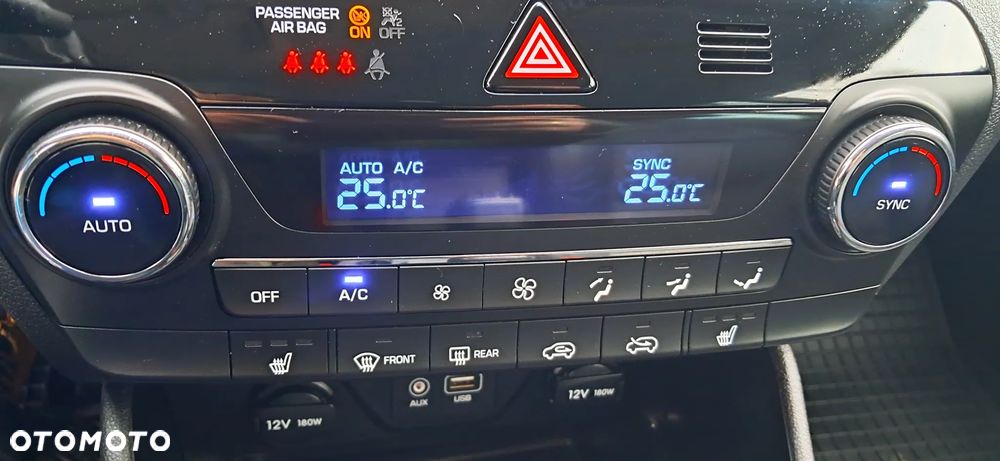 PASSENGER
AIR BAG
ON
OFF
AUTO A/C
25.0°C
SYNC
25.0°C
AUTO
SYNC
OFF
A/C
FRONT
REAR
AUX
USB
12V 180W
12V 180W
OTOMOTO